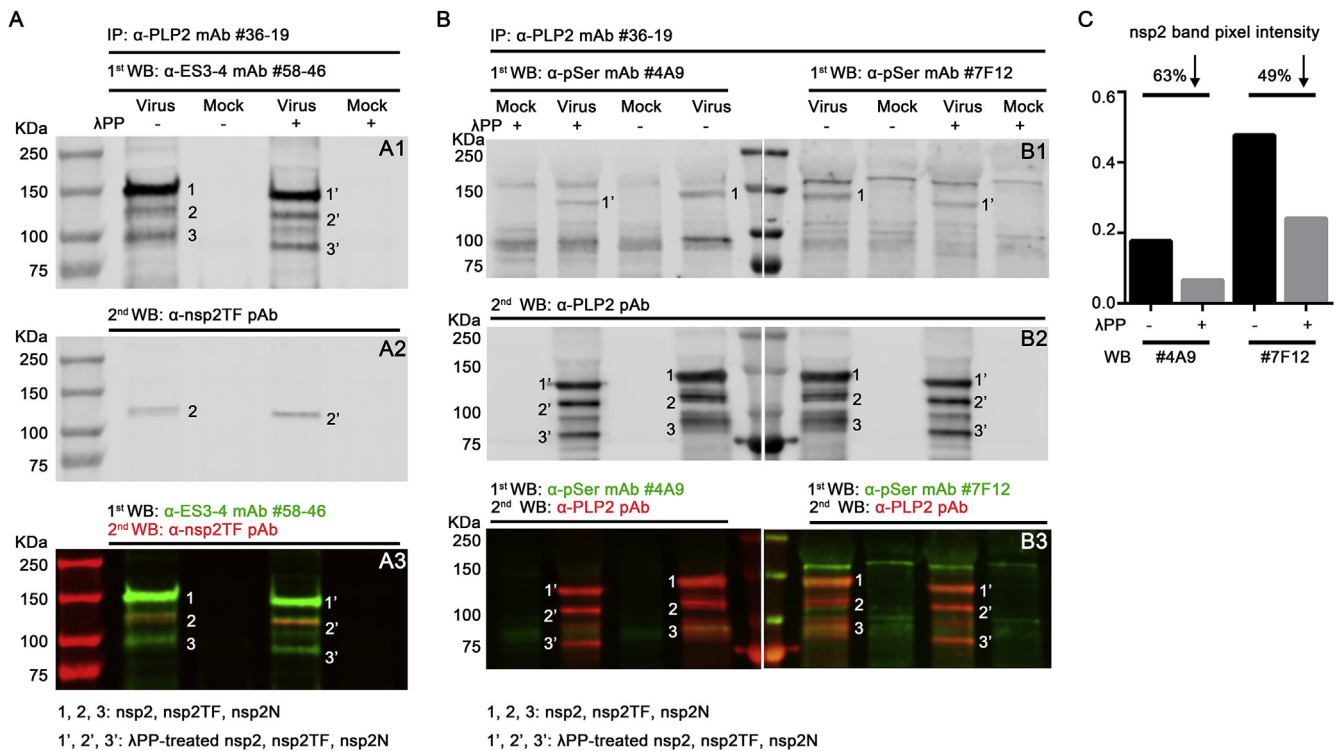 A
IP: α-PLP2 mAb #36-19
1st WB: α-ES3-4 mAb #58-46
Virus Mock Virus Mock
λPP - - + +
KDa
A1
250
150
100
75
1
2
3
1’
2’
3’
2nd WB: α-nsp2TF pAb
KDa
A2
250
150
100
75
2
2’
1st WB: α-ES3-4 mAb #58-46
2nd WB: α-nsp2TF pAb
KDa
A3
250
150
100
75
1
2
3
1’
2’
3’
1, 2, 3: nsp2, nsp2TF, nsp2N
1’, 2’, 3’: λPP-treated nsp2, nsp2TF, nsp2N
B
IP: α-PLP2 mAb #36-19
1st WB: α-pSer mAb #4A9 1st WB: α-pSer mAb #7F12
Mock Virus Mock Virus Virus Mock Virus Mock
λPP + + - - - - + +
KDa
B1
250
150
100
75
1’
1
1
1’
2nd WB: α-PLP2 pAb
KDa
B2
250
150
100
75
1’
2’
3’
1
2
3
1
2
3
1’
2’
3’
1st WB: α-pSer mAb #4A9 1st WB: α-pSer mAb #7F12
2nd WB: α-PLP2 pAb 2nd WB: α-PLP2 pAb
KDa
B3
250
150
100
75
1’
2’
3’
1
2
3
1
2
3
1’
2’
3’
1, 2, 3: nsp2, nsp2TF, nsp2N
1’, 2’, 3’: λPP-treated nsp2, nsp2TF, nsp2N
C
nsp2 band pixel intensity
63% 49%
0.6
0.4
0.2
0.0
λPP - + - +
WB #4A9 #7F12